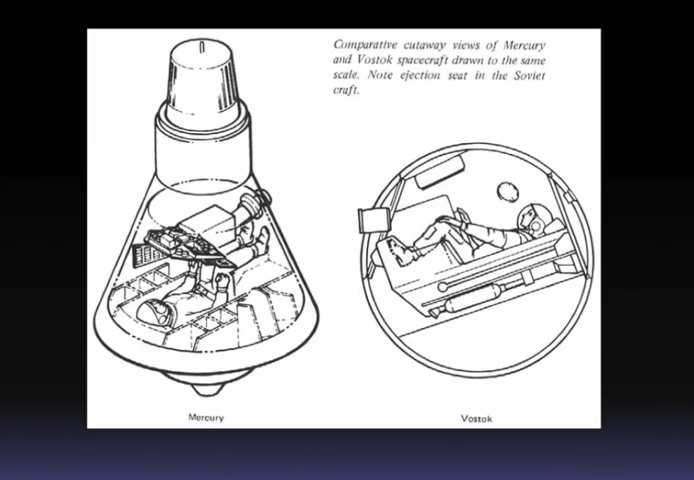 Comparative cutaway views of Mercury
and Vostok spacecraft drawn to the same
scale. Note ejection seat in the Soviet
craft.
Mercury
Vostok